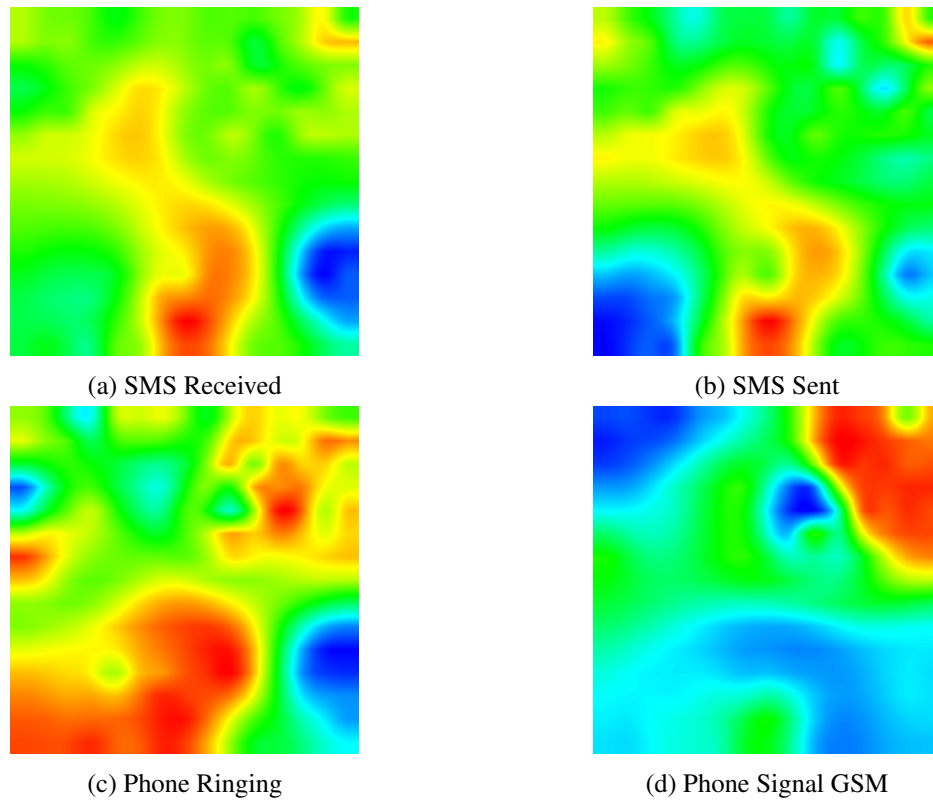 (a) SMS Received
(b) SMS Sent
(c) Phone Ringing
(d) Phone Signal GSM